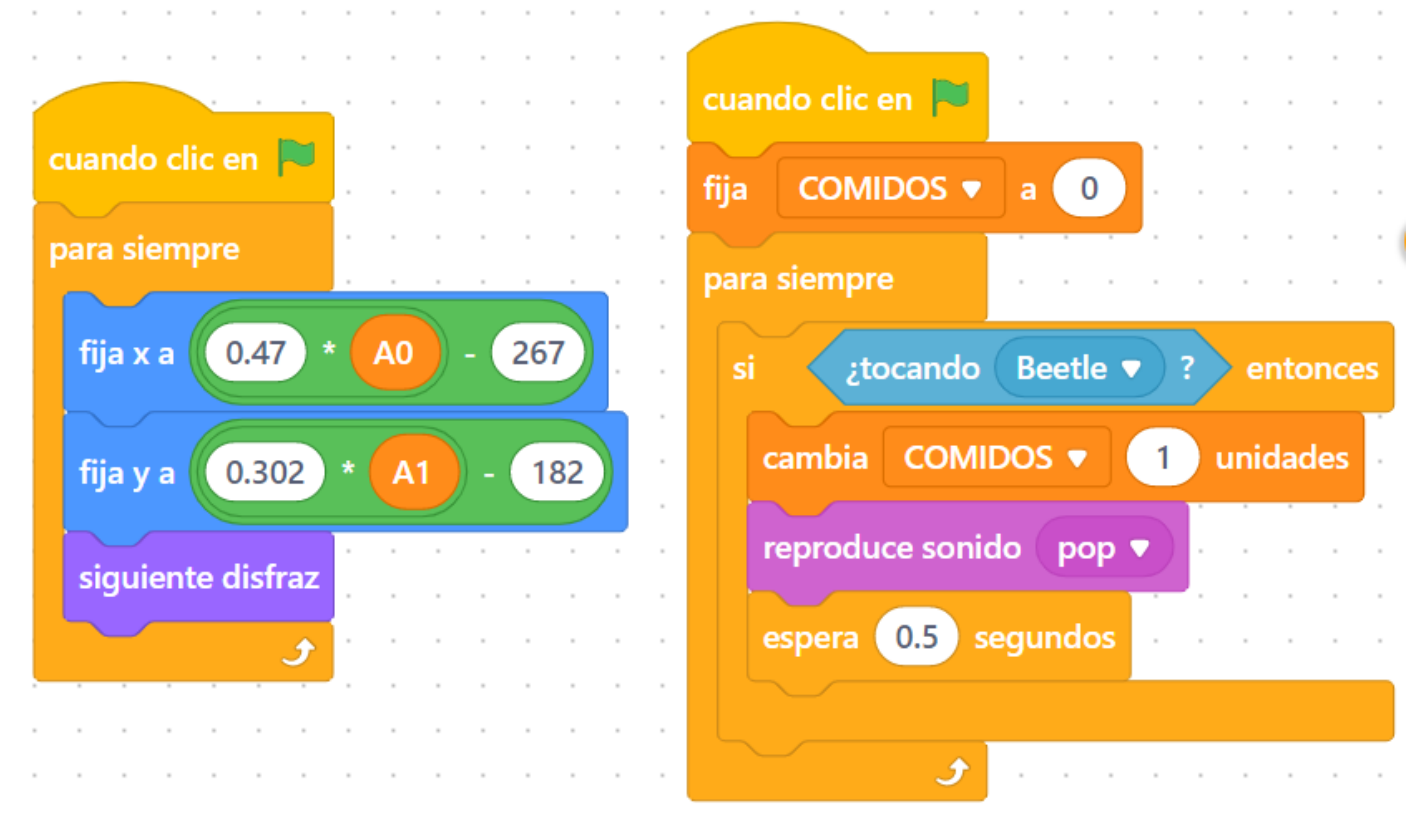 cuando clic en
para siempre
fija x a 0.47 * A0 - 267
fija y a 0.302 * A1 - 182
siguiente disfraz
cuando clic en
fija COMIDOS a 0
para siempre
si ¿tocando Beetle ? entonces
cambia COMIDOS 1 unidades
reproduce sonido pop
espera 0.5 segundos